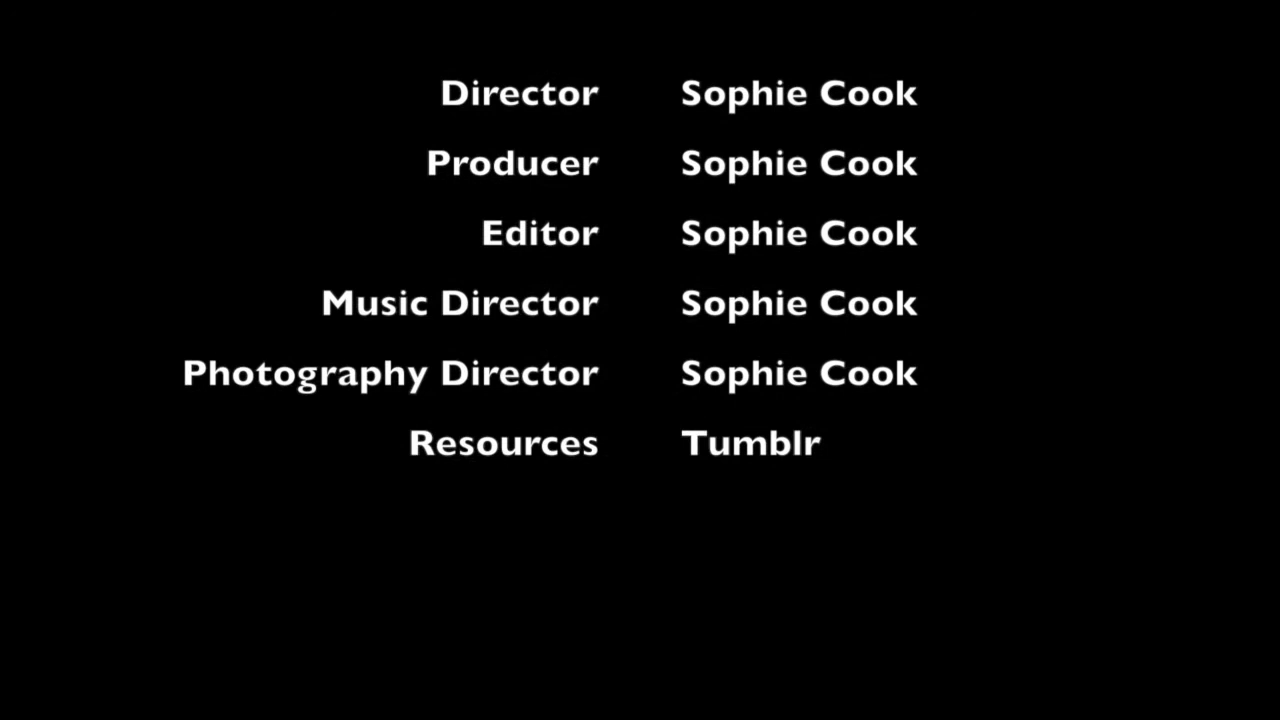 Director Sophie Cook
Producer Sophie Cook
Editor Sophie Cook
Music Director Sophie Cook
Photography Director Sophie Cook
Resources Tumblr